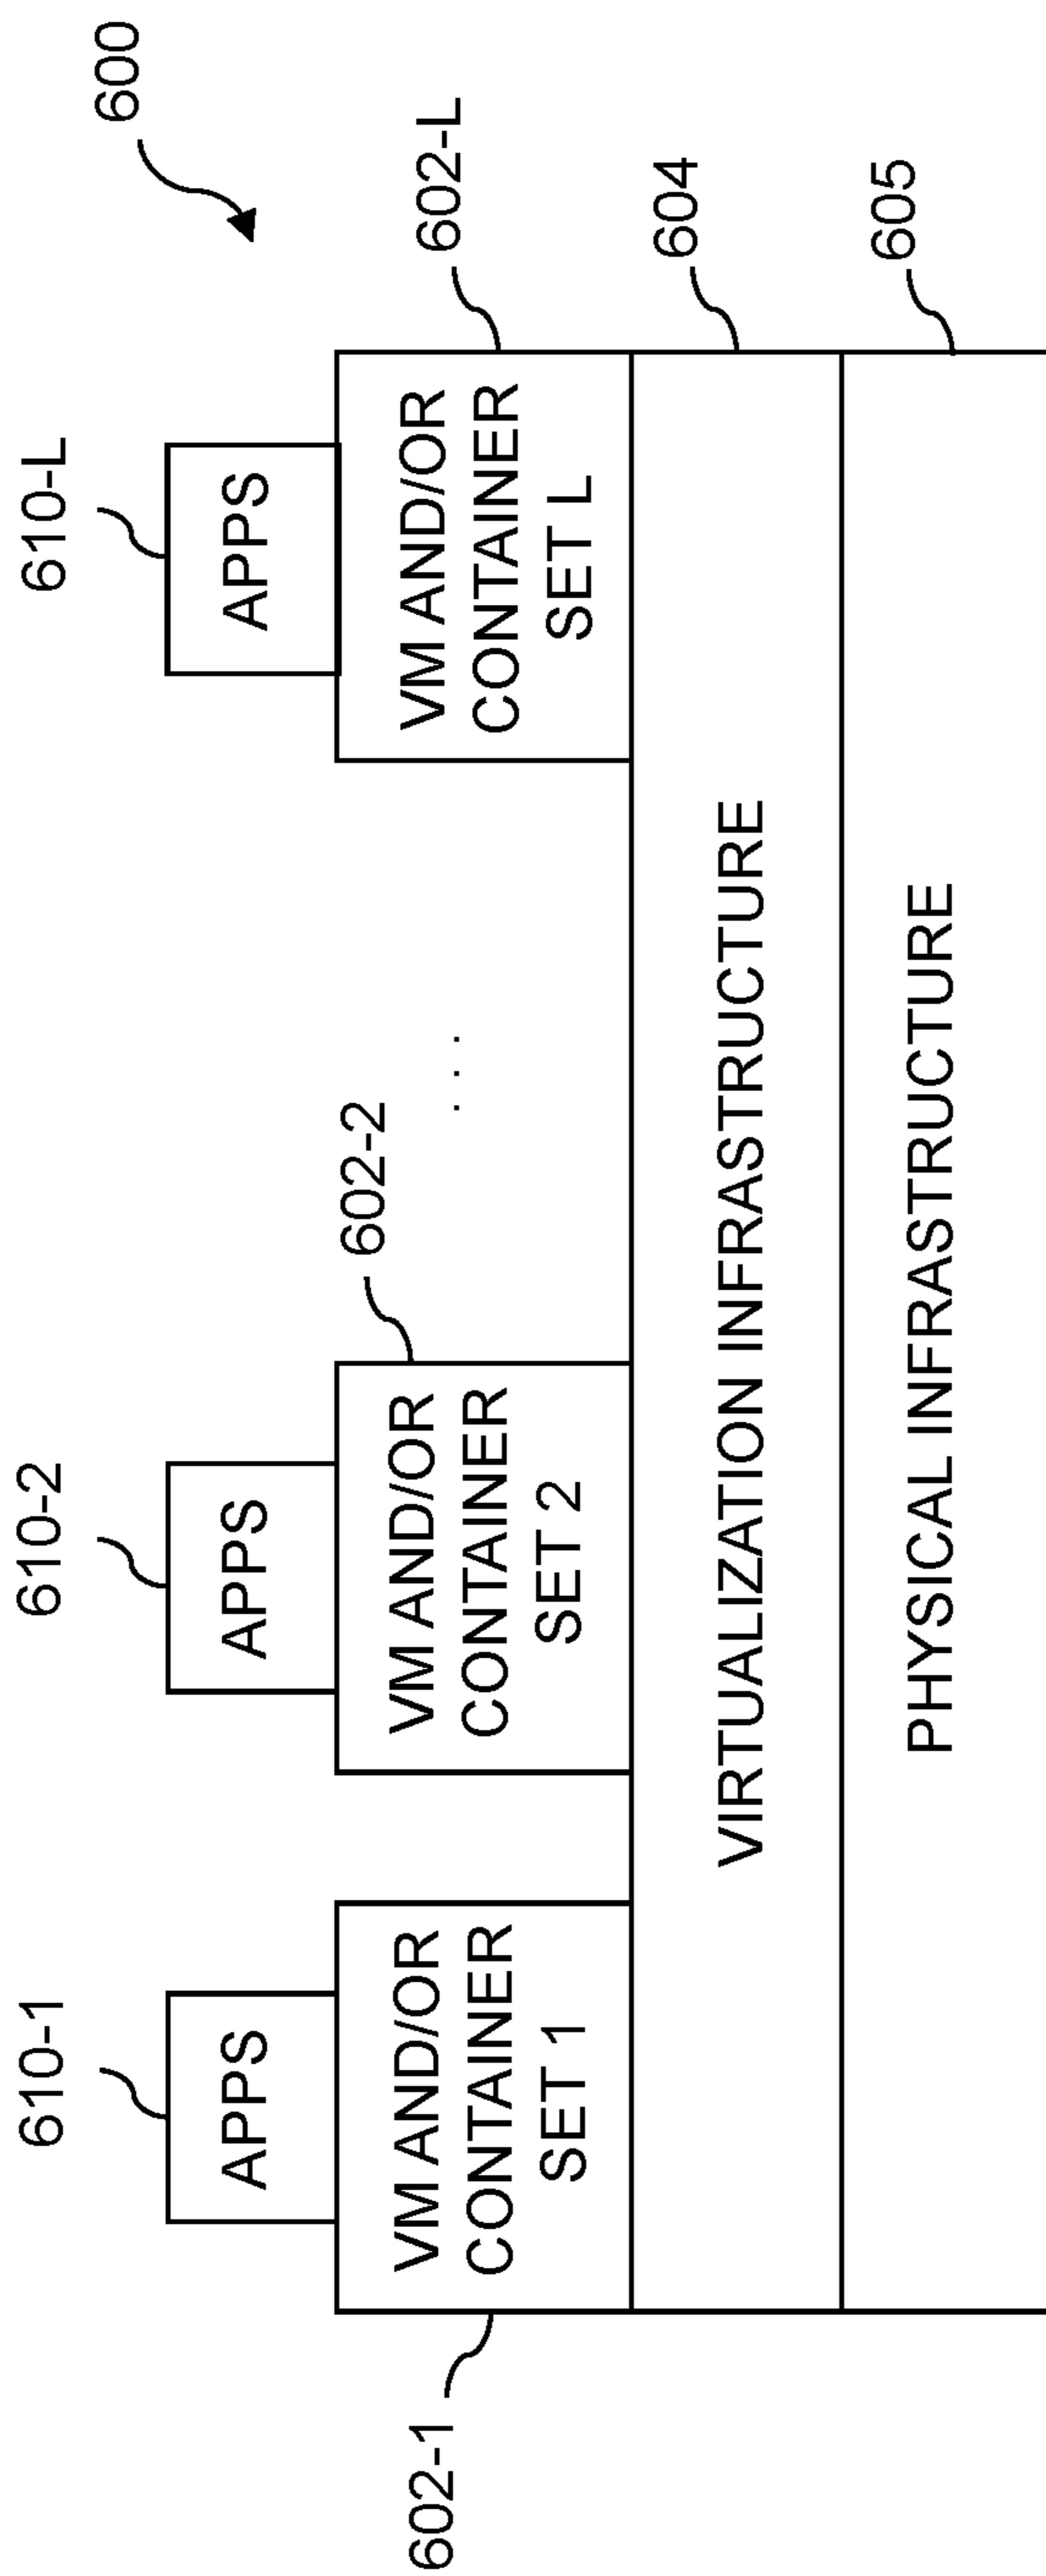 600
610-1
610-2
610-L
APPS
APPS
APPS
602-1
602-2
602-L
VM AND/OR
CONTAINER
SET 1
VM AND/OR
CONTAINER
SET 2
. . .
VM AND/OR
CONTAINER
SET L
VIRTUALIZATION INFRASTRUCTURE
604
PHYSICAL INFRASTRUCTURE
605